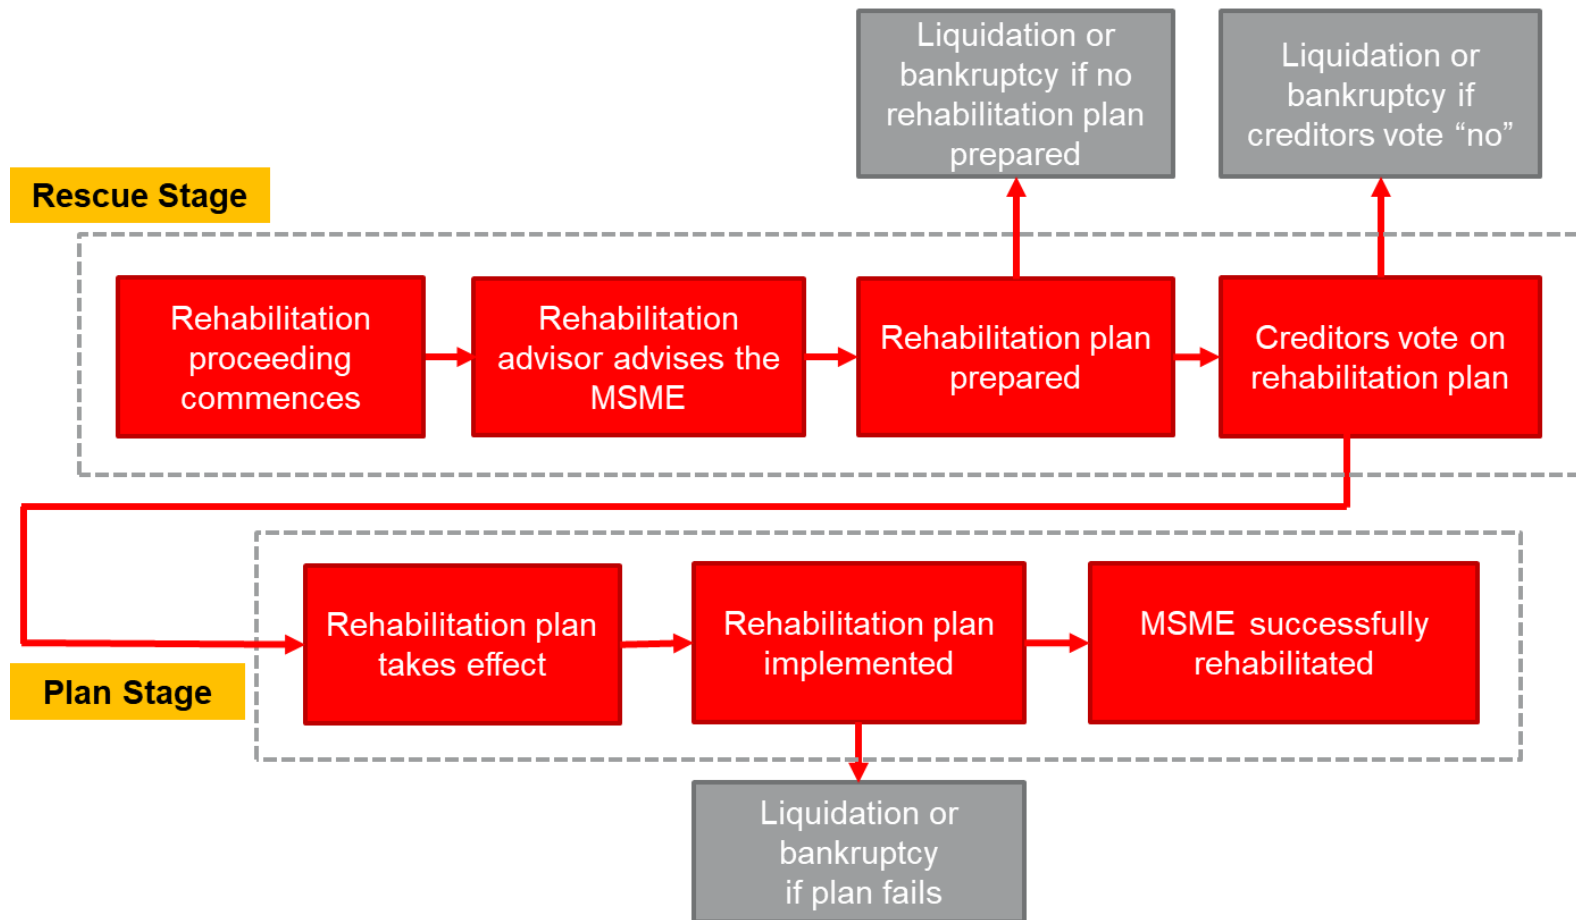 Liquidation or
bankruptcy if no
rehabilitation plan
prepared
Liquidation or
bankruptcy if
creditors vote “no”
Rescue Stage
Rehabilitation
proceeding
commences
Rehabilitation
advisor advises the
MSME
Rehabilitation plan
prepared
Creditors vote on
rehabilitation plan
Plan Stage
Rehabilitation plan
takes effect
Rehabilitation plan
implemented
MSME successfully
rehabilitated
Liquidation or
bankruptcy
if plan fails